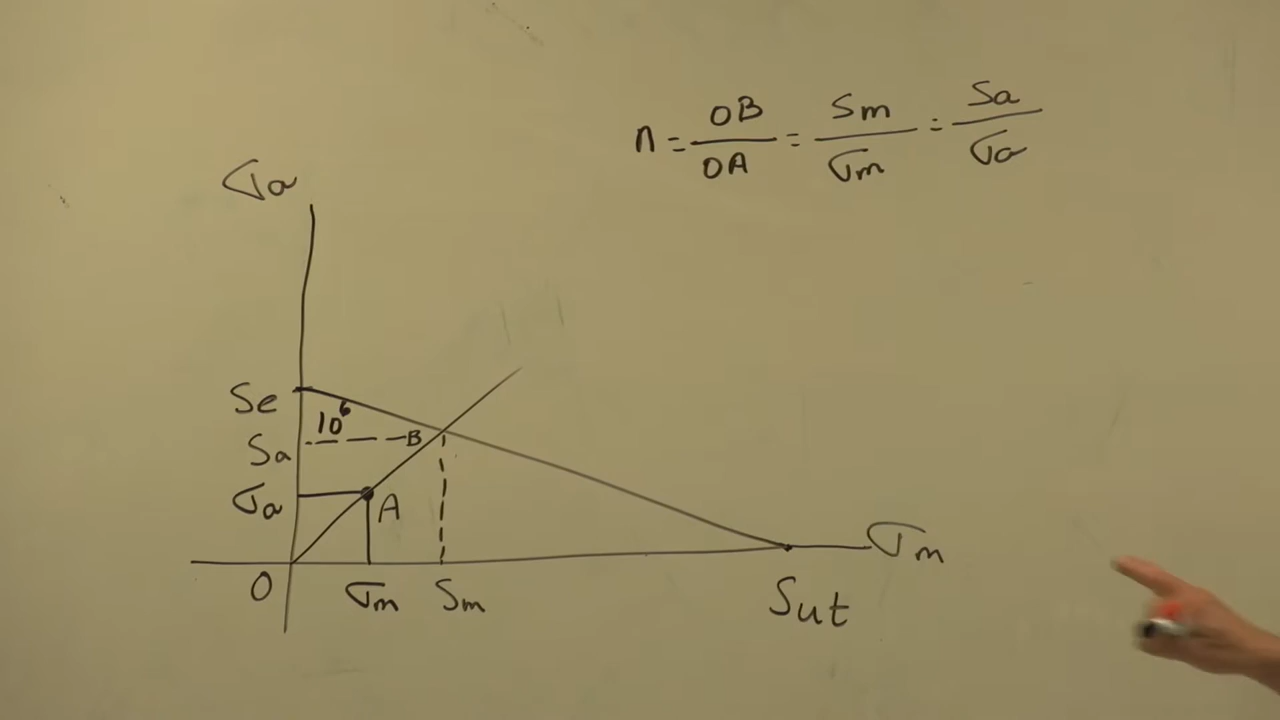 n = OB/OA = Sm/σm = Sa/σa
σa
Se
10⁶
B
Sa
σa
A
σm
O
σm
Sm
Sut